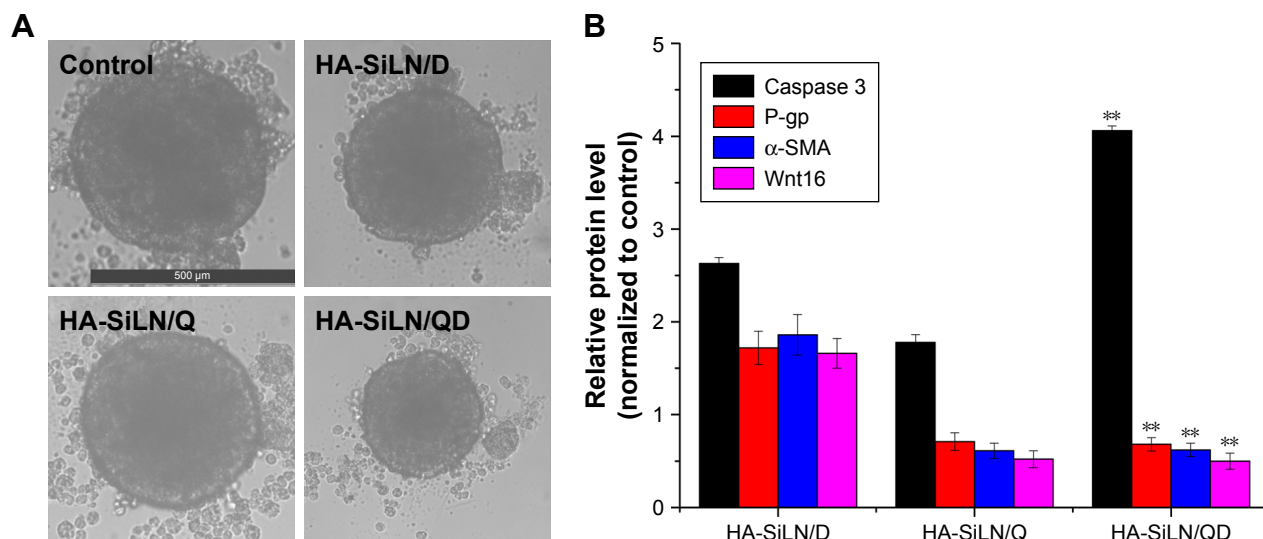 A
Control
HA-SiLN/D
500 µm
HA-SiLN/Q
HA-SiLN/QD
B
Relative protein level
(normalized to control)
5
4
3
2
1
0
Caspase 3
P-gp
α-SMA
Wnt16
**
** ** **
HA-SiLN/D HA-SiLN/Q HA-SiLN/QD